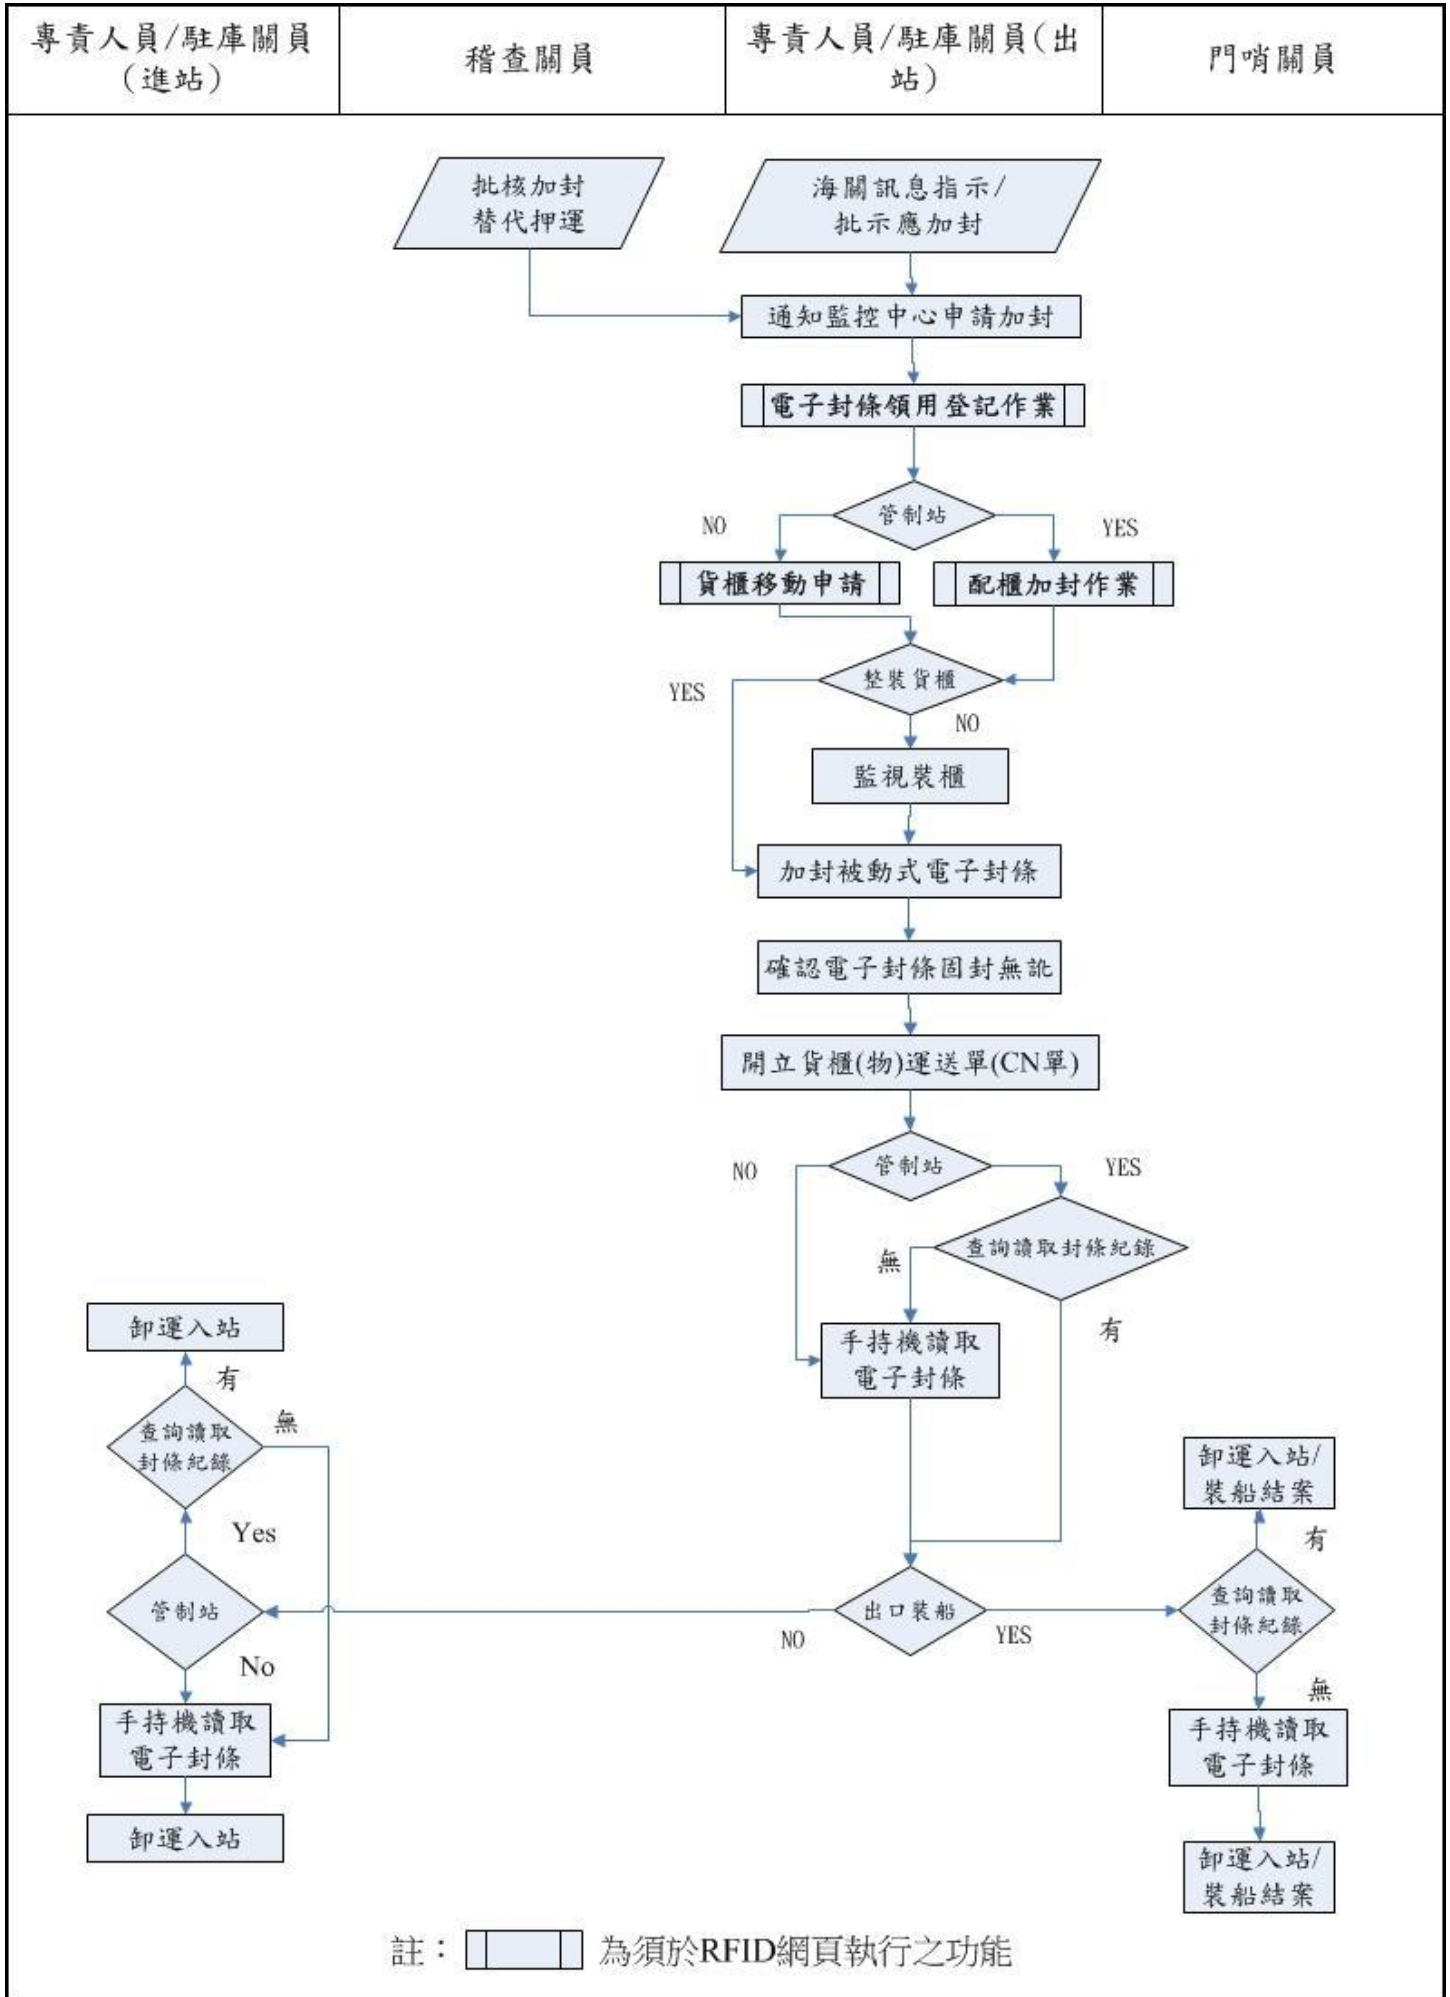 專責人員/駐庫關員
(進站)
稽查關員
專責人員/駐庫關員(出
站)
門哨關員
批核加封
替代押運
海關訊息指示/
批示應加封
通知監控中心申請加封
電子封條領用登記作業
管制站
NO
YES
貨櫃移動申請
配櫃加封作業
整裝貨櫃
YES
NO
監視裝櫃
加封被動式電子封條
確認電子封條固封無訛
開立貨櫃(物)運送單(CN單)
管制站
NO
YES
查詢讀取封條紀錄
無
有
手持機讀取
電子封條
卸運入站
有
查詢讀取
封條紀錄
無
Yes
管制站
No
手持機讀取
電子封條
卸運入站
出口裝船
NO
YES
卸運入站/
裝船結案
有
查詢讀取
封條紀錄
無
手持機讀取
電子封條
卸運入站/
裝船結案
註：
為須於RFID網頁執行之功能